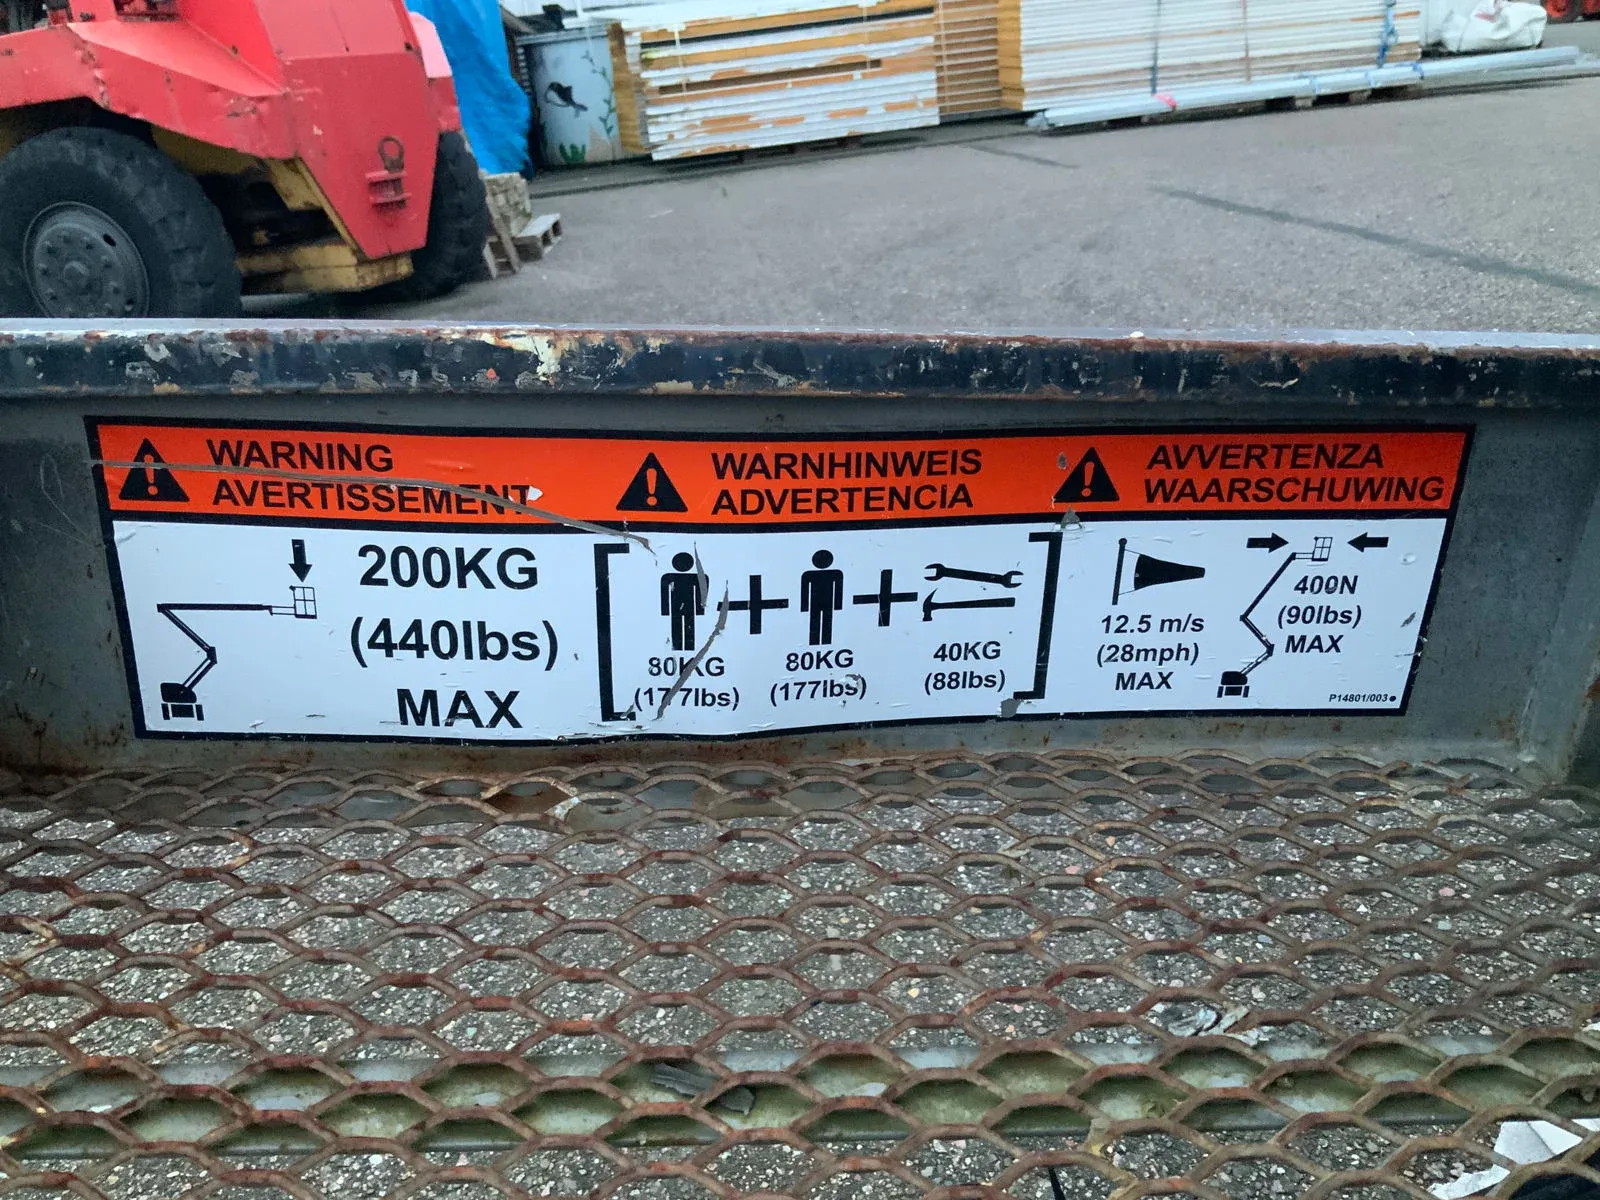 WARNING
AVERTISSEMENT
WARNHINWEIS
ADVERTENCIA
AVVERTENZA
WAARSCHUWING
200KG
(440lbs)
MAX
80KG
(177lbs)
80KG
(177lbs)
40KG
(88lbs)
12.5 m/s
(28mph)
MAX
400N
(90lbs)
MAX
P14801/003